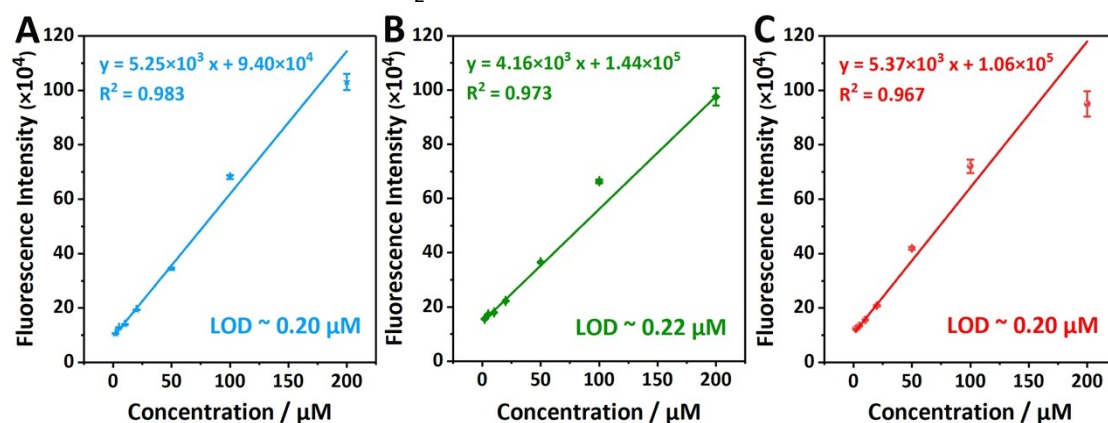 2
A
Fluorescence Intensity (×10⁴)
120
100
80
60
40
20
0
y = 5.25×10³ x + 9.40×10⁴
R² = 0.983
LOD ~ 0.20 μM
0
50
100
150
200
Concentration / μM
B
Fluorescence Intensity (×10⁴)
120
100
80
60
40
20
0
y = 4.16×10³ x + 1.44×10⁵
R² = 0.973
LOD ~ 0.22 μM
0
50
100
150
200
Concentration / μM
C
Fluorescence Intensity (×10⁴)
120
100
80
60
40
20
0
y = 5.37×10³ x + 1.06×10⁵
R² = 0.967
LOD ~ 0.20 μM
0
50
100
150
200
Concentration / μM